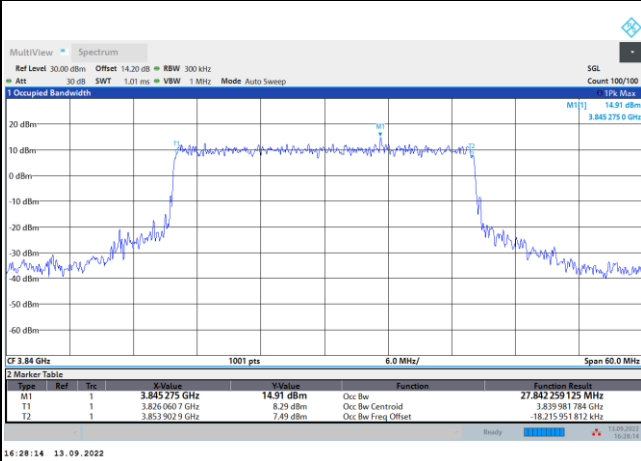 MultiView Spectrum
Ref Level 30.00 dBm Offset 14.20 dB RBW 300 kHz SGL
Att 30 dB SWT 1.01 ms VBW 1 MHz Mode Auto Sweep Count 100/100
1 Occupied Bandwidth 1Pk Max
M1[1] 14.91 dBm
3.845 275 0 GHz
20 dBm
M1
T1
T2
10 dBm
0 dBm
-10 dBm
-20 dBm
-30 dBm
-40 dBm
-50 dBm
-60 dBm
CF 3.84 GHz 1001 pts 6.0 MHz/ Span 60.0 MHz
2 Marker Table
Type Ref Trc X-Value Y-Value Function Function Result
M1 1 3.845 275 GHz 14.91 dBm Occ Bw 27.842 259 125 MHz
T1 1 3.826 060 7 GHz 8.29 dBm Occ Bw Centroid 3.839 981 784 GHz
T2 1 3.853 902 9 GHz 7.49 dBm Occ Bw Freq Offset -18.215 951 812 kHz
Ready 13.09.2022
16:28:14
16:28:14 13.09.2022